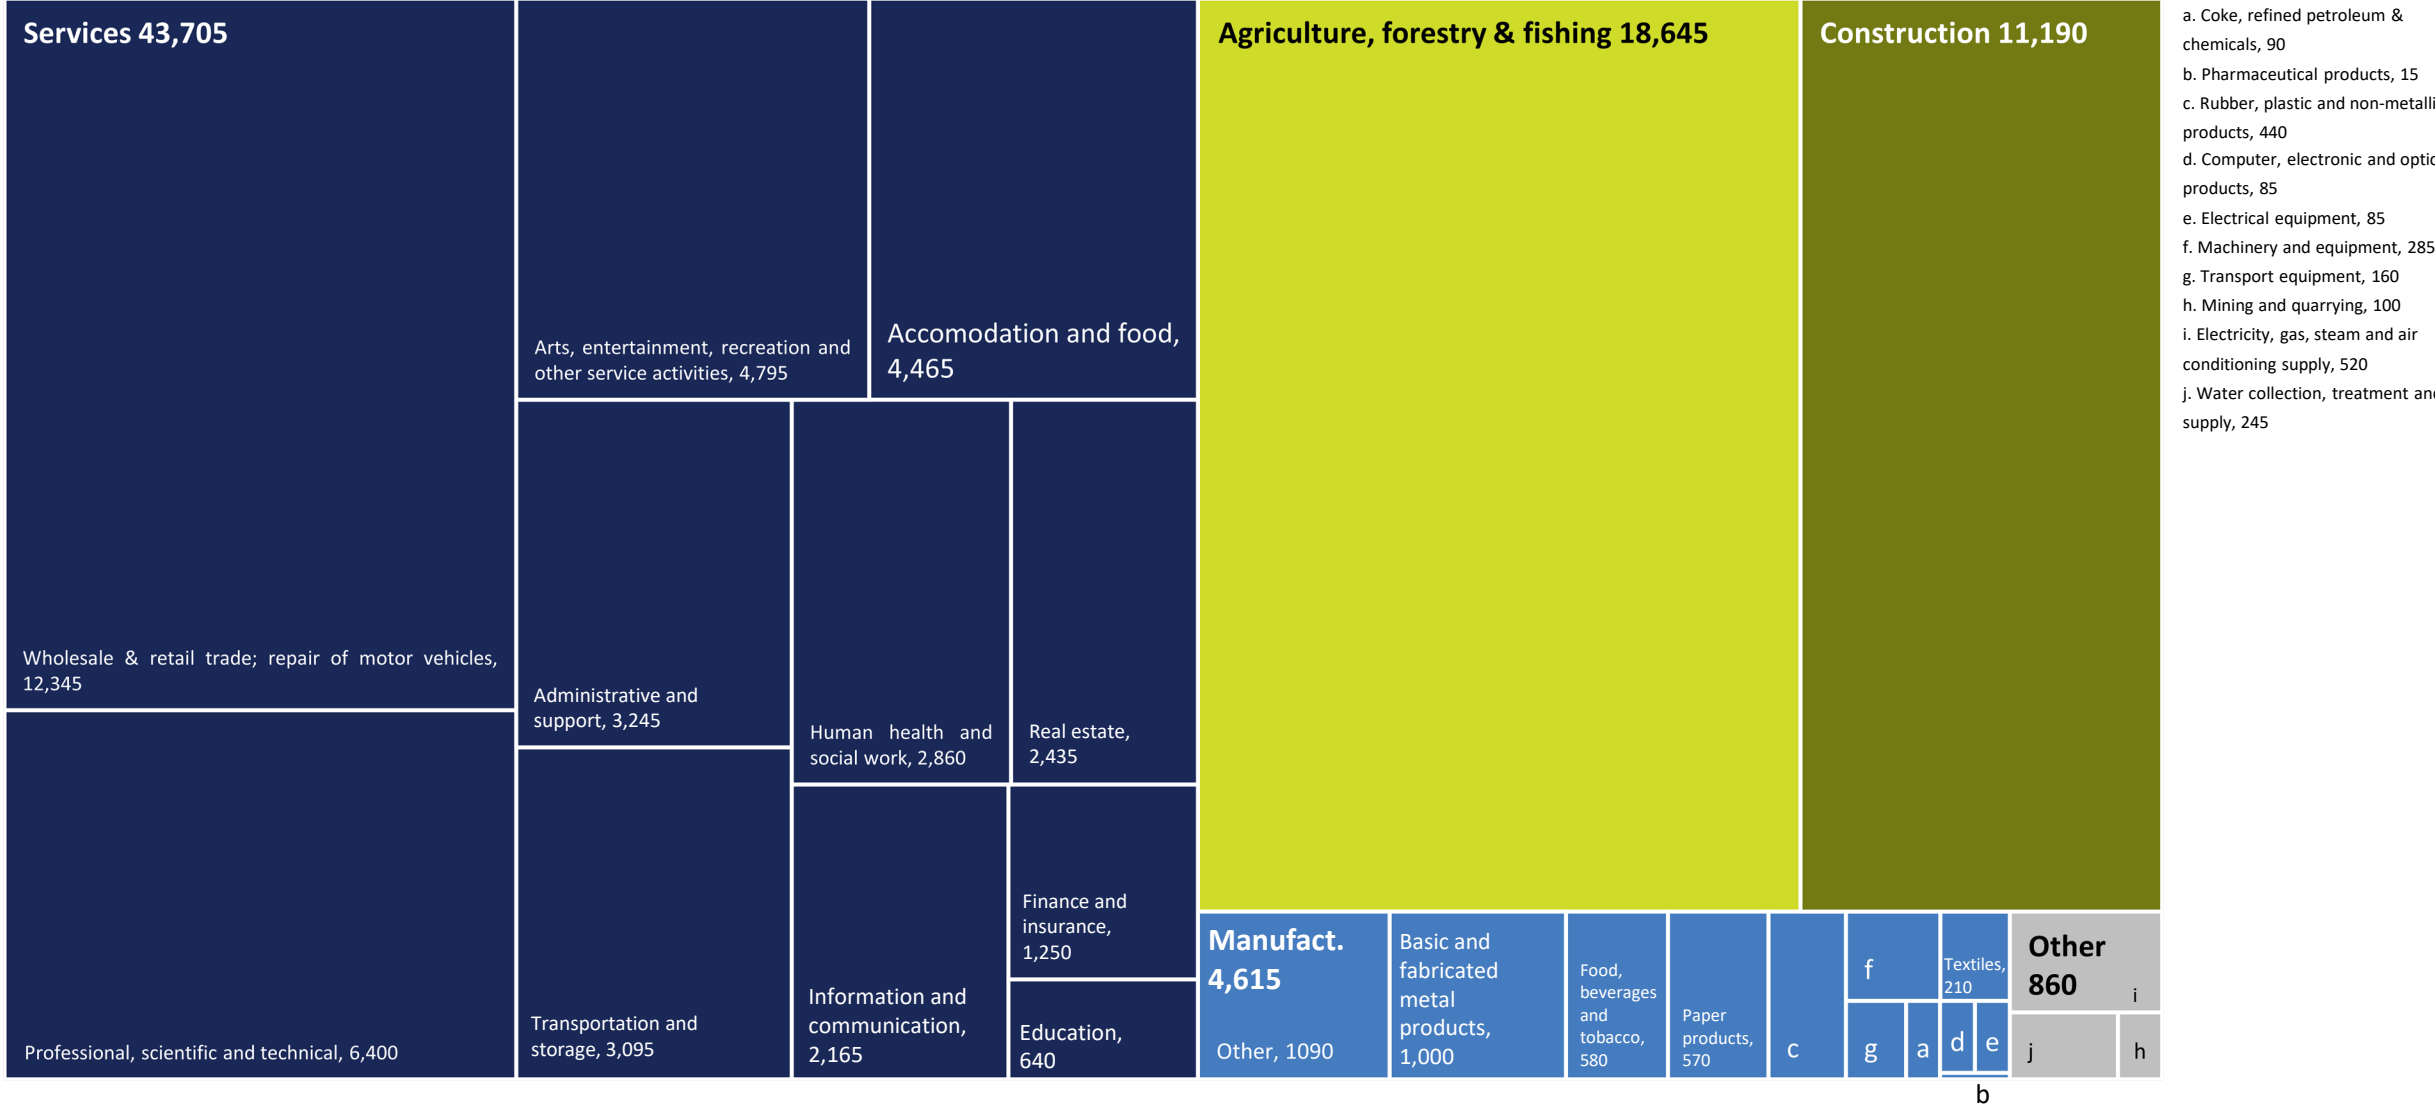 Services 43,705
Wholesale & retail trade; repair of motor vehicles,
12,345
Professional, scientific and technical, 6,400
Arts, entertainment, recreation and
other service activities, 4,795
Accomodation and food,
4,465
Administrative and
support, 3,245
Human health and
social work, 2,860
Real estate,
2,435
Transportation and
storage, 3,095
Information and
communication,
2,165
Finance and
insurance,
1,250
Education,
640
Agriculture, forestry & fishing 18,645
Construction 11,190
Manufact.
4,615
Other, 1090
Basic and
fabricated
metal
products,
1,000
Food,
beverages
and
tobacco,
580
Paper
products,
570
c
f
g
a
Textiles,
210
d
e
b
Other
860
i
j
h
a. Coke, refined petroleum &
chemicals, 90
b. Pharmaceutical products, 15
c. Rubber, plastic and non-metalli
products, 440
d. Computer, electronic and optic
products, 85
e. Electrical equipment, 85
f. Machinery and equipment, 285
g. Transport equipment, 160
h. Mining and quarrying, 100
i. Electricity, gas, steam and air
conditioning supply, 520
j. Water collection, treatment and
supply, 245